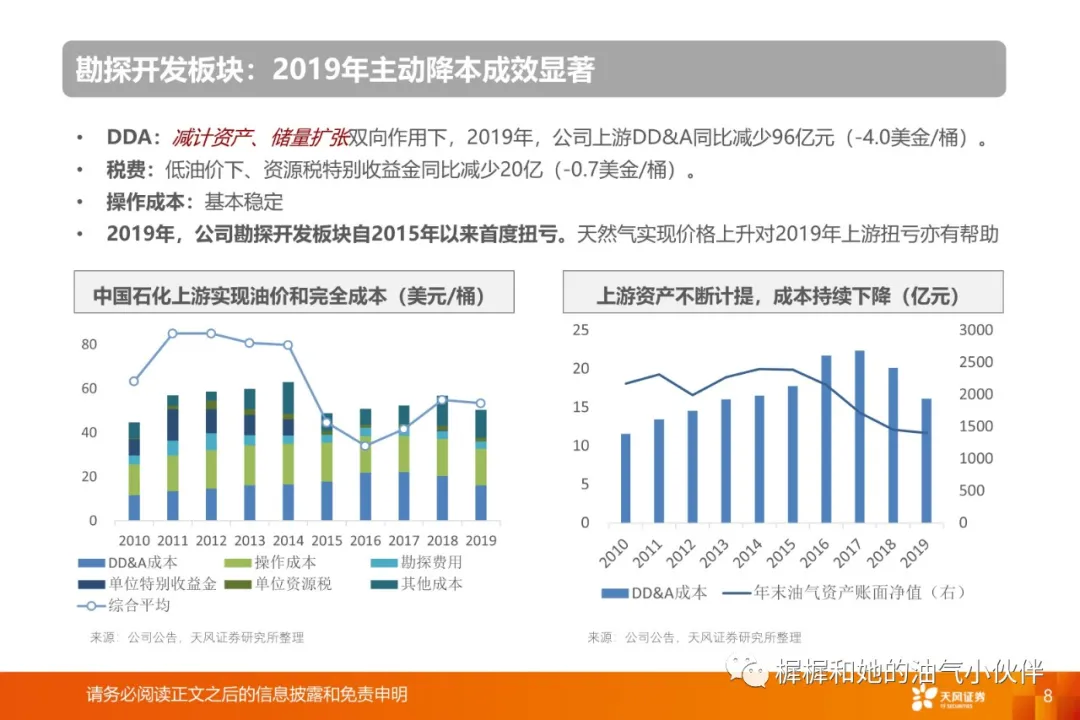 勘探开发板块：2019年主动降本成效显著
• DDA：减计资产、储量扩张双向作用下，2019年，公司上游DD&A同比减少96亿元（-4.0美金/桶）。
• 税费：低油价下、资源税特别收益金同比减少20亿（-0.7美金/桶）。
• 操作成本：基本稳定
• 2019年，公司勘探开发板块自2015年以来首度扭亏。天然气实现价格上升对2019年上游扭亏亦有帮助
中国石化上游实现油价和完全成本（美元/桶）
80
60
40
20
0
2010 2011 2012 2013 2014 2015 2016 2017 2018 2019
DD&A成本 操作成本 勘探费用
单位特别收益金 单位资源税 其他成本
综合平均
来源：公司公告，天风证券研究所整理
上游资产不断计提，成本持续下降（亿元）
25 3000
20 2500
15 2000
10 1500
5 1000
0 500
0
2010 2011 2012 2013 2014 2015 2016 2017 2018 2019
DD&A成本 年末油气资产账面净值（右）
来源：公司公告，天风证券研究所整理
樨樨和她的油气小伙伴
请务必阅读正文之后的信息披露和免责申明
天风证券
TF SECURITIES
8